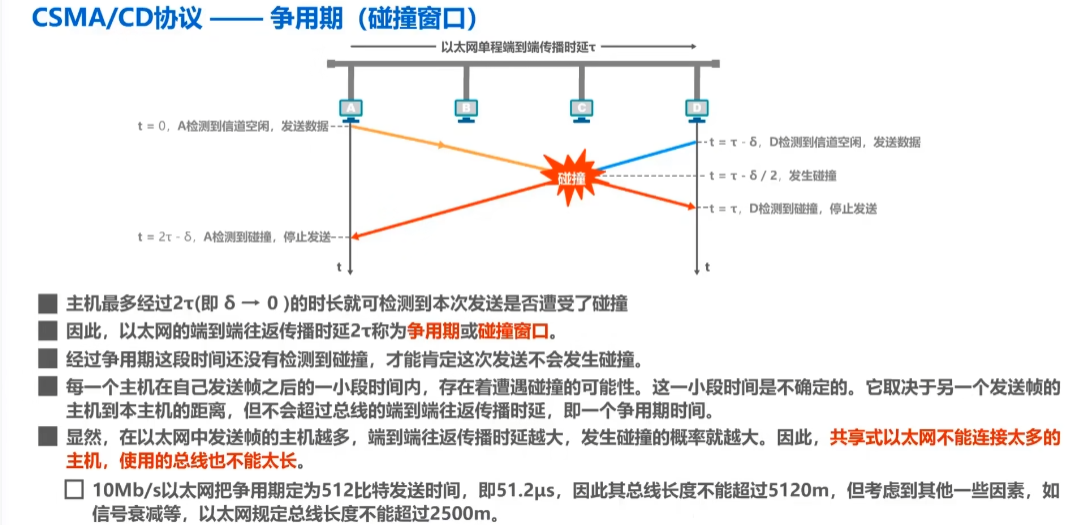 CSMA/CD协议 —— 争用期（碰撞窗口）
以太网单程端到端传播时延τ
A
B
C
D
t = 0，A检测到信道空闲，发送数据
t = τ - δ，D检测到信道空闲，发送数据
碰撞
t = τ - δ / 2，发生碰撞
t = τ，D检测到碰撞，停止发送
t = 2τ - δ，A检测到碰撞，停止发送
t
t
主机最多经过2τ(即 δ → 0 )的时长就可检测到本次发送是否遭受了碰撞
因此，以太网的端到端往返传播时延2τ称为争用期或碰撞窗口。
经过争用期这段时间还没有检测到碰撞，才能肯定这次发送不会发生碰撞。
每一个主机在自己发送帧之后的一小段时间内，存在着遭遇碰撞的可能性。这一小段时间是不确定的。它取决于另一个发送帧的
主机到本主机的距离，但不会超过总线的端到端往返传播时延，即一个争用期时间。
显然，在以太网中发送帧的主机越多，端到端往返传播时延越大，发生碰撞的概率就越大。因此，共享式以太网不能连接太多的
主机，使用的总线也不能太长。
10Mb/s以太网把争用期定为512比特发送时间，即51.2μs，因此其总线长度不能超过5120m，但考虑到其他一些因素，如
信号衰减等，以太网规定总线长度不能超过2500m。